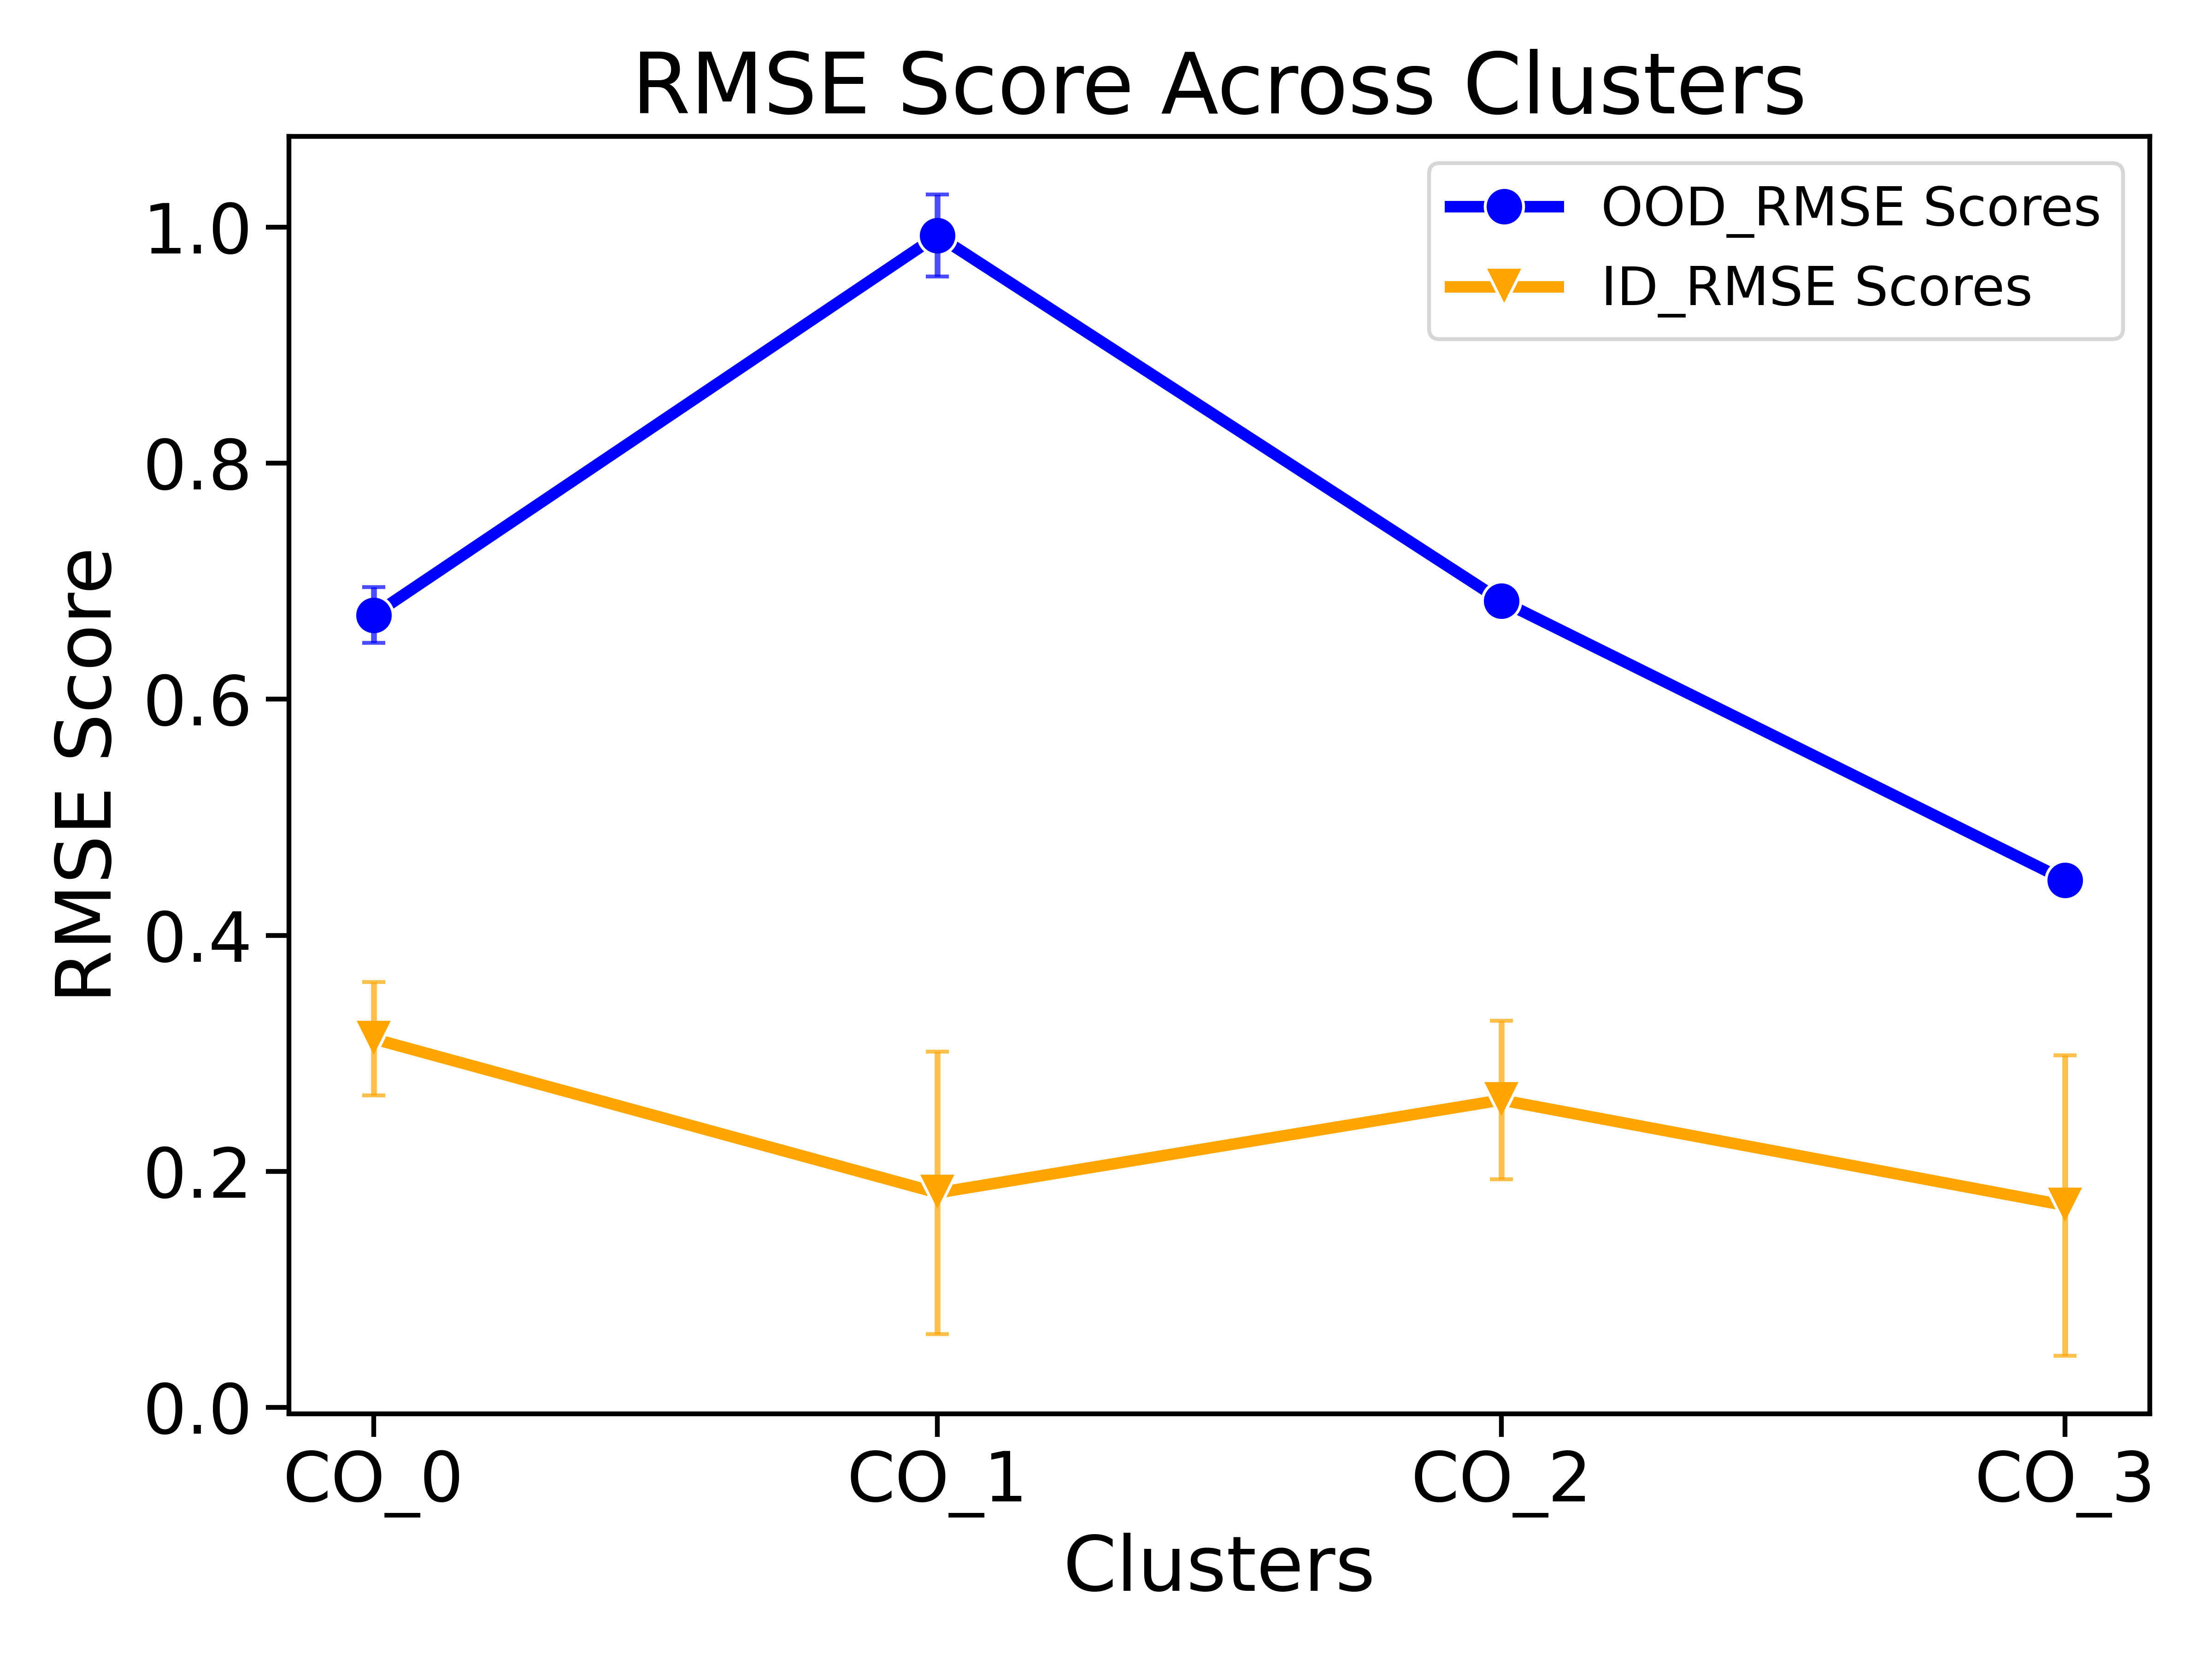 RMSE Score Across Clusters
OOD_RMSE Scores
ID_RMSE Scores
RMSE Score
1.0
0.8
0.6
0.4
0.2
0.0
CO_0 CO_1 CO_2 CO_3
Clusters